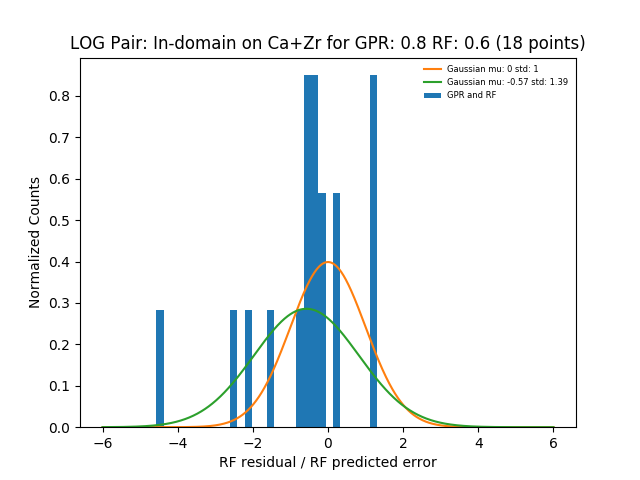 LOG Pair: In-domain on Ca+Zr for GPR: 0.8 RF: 0.6 (18 points)
Gaussian mu: 0 std: 1
Gaussian mu: -0.57 std: 1.39
GPR and RF
Normalized Counts
0.8
0.7
0.6
0.5
0.4
0.3
0.2
0.1
0.0
−6 −4 −2 0 2 4 6
RF residual / RF predicted error